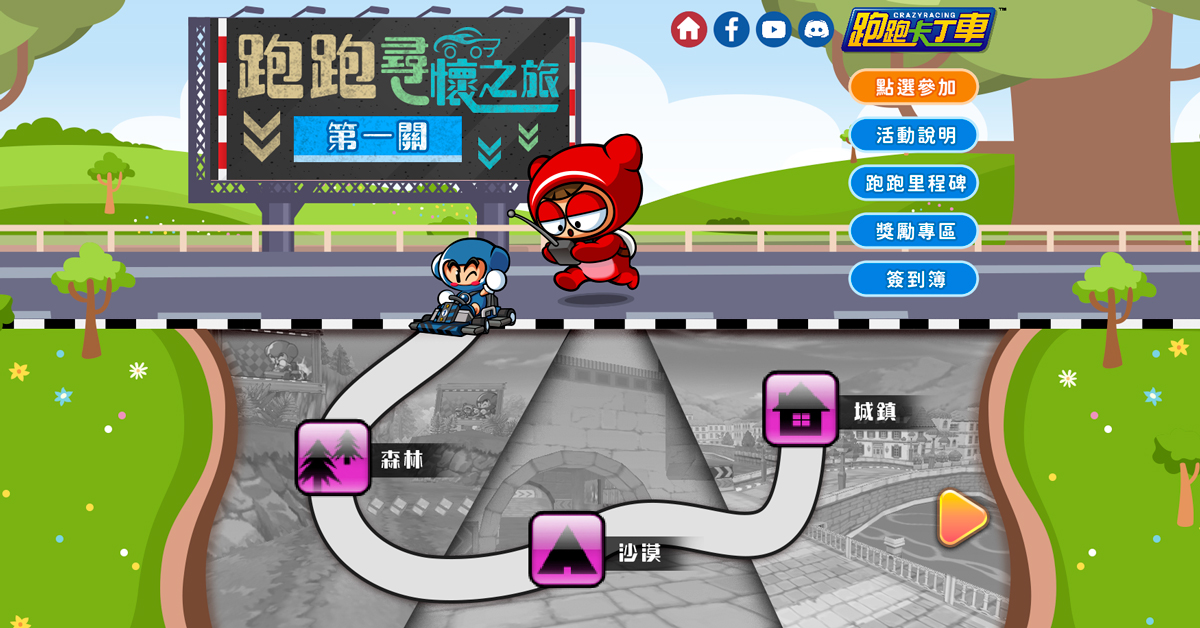 跑跑尋懷之旅
第一關
CRAZYRACING
跑跑卡丁車™
點選參加
活動說明
跑跑里程碑
獎勵專區
簽到簿
城鎮
森林
沙漠